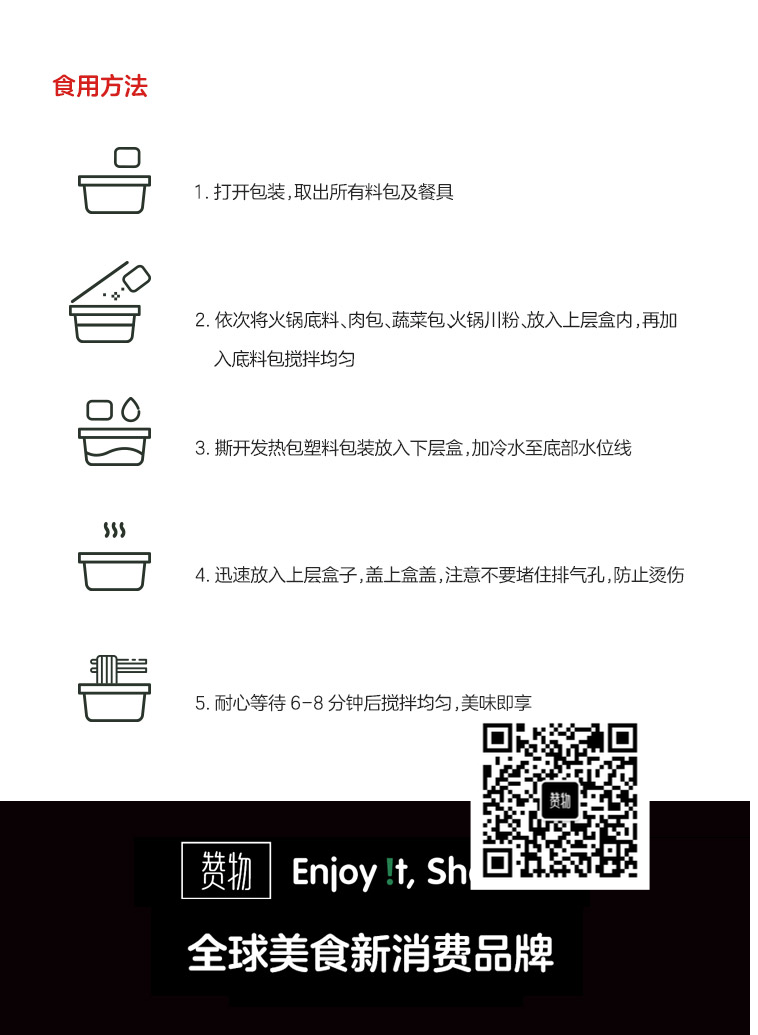 食用方法
1. 打开包装,取出所有料包及餐具
2. 依次将火锅底料、肉包、蔬菜包、火锅川粉、放入上层盒内,再加
入底料包搅拌均匀
3. 撕开发热包塑料包装放入下层盒,加冷水至底部水位线
4. 迅速放入上层盒子,盖上盒盖,注意不要堵住排气孔,防止烫伤
5. 耐心等待 6-8 分钟后搅拌均匀,美味即享
赞物
赞物 Enjoy !t,
全球美食新消费品牌